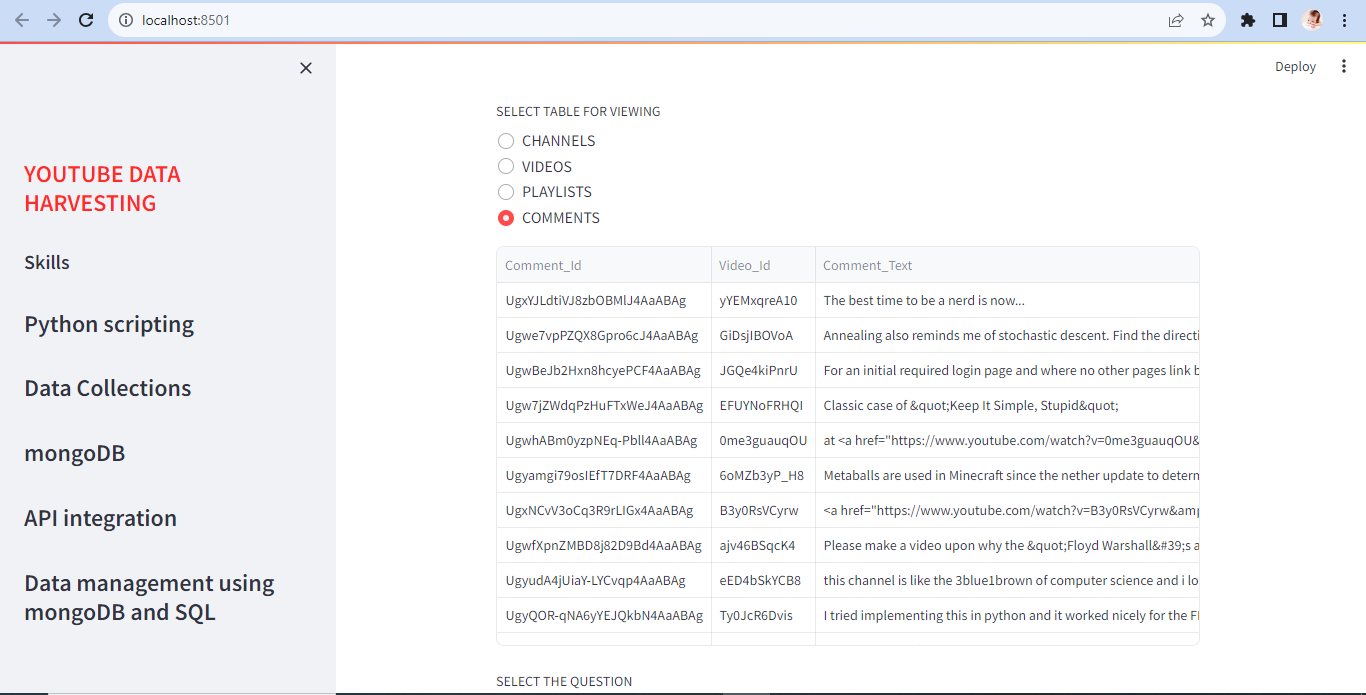 localhost:8501
Deploy
YOUTUBE DATA
HARVESTING
Skills
Python scripting
Data Collections
mongoDB
API integration
Data management using
mongoDB and SQL
SELECT TABLE FOR VIEWING
CHANNELS
VIDEOS
PLAYLISTS
COMMENTS
Comment_Id Video_Id Comment_Text
UgxYJLdtiVJ8zbOBMlJ4AaABAg yYEMxqreA10 The best time to be a nerd is now...
Ugwe7vpPZQX8Gpro6cJ4AaABAg GiDsjIBOVoA Annealing also reminds me of stochastic descent. Find the directi
UgwBeJb2Hxn8hcyePCF4AaABAg JGQe4kiPnrU For an initial required login page and where no other pages link b
Ugw7jZWdqPzHuFTxWeJ4AaABAg EFUYNoFRHQI Classic case of &quot;Keep It Simple, Stupid&quot;
UgwhABm0yzpNEq-Pbll4AaABAg 0me3guauqOU at <a href="https://www.youtube.com/watch?v=0me3guauqOU&
Ugyamgi79osIEfT7DRF4AaABAg 6oMZb3yP_H8 Metaballs are used in Minecraft since the nether update to determ
UgxNCvV3oCq3R9rLIGx4AaABAg B3y0RsVCyrw <a href="https://www.youtube.com/watch?v=B3y0RsVCyrw&amp
UgwfXpnZMBD8j82D9Bd4AaABAg ajv46BSqcK4 Please make a video upon why the &quot;Floyd Warshall&#39;s a
UgyudA4jUiaY-LYCvqp4AaABAg eED4bSkYCB8 this channel is like the 3blue1brown of computer science and i lo
UgyQOR-qNA6yYEJQkbN4AaABAg Ty0JcR6Dvis I tried implementing this in python and it worked nicely for the FI
SELECT THE QUESTION